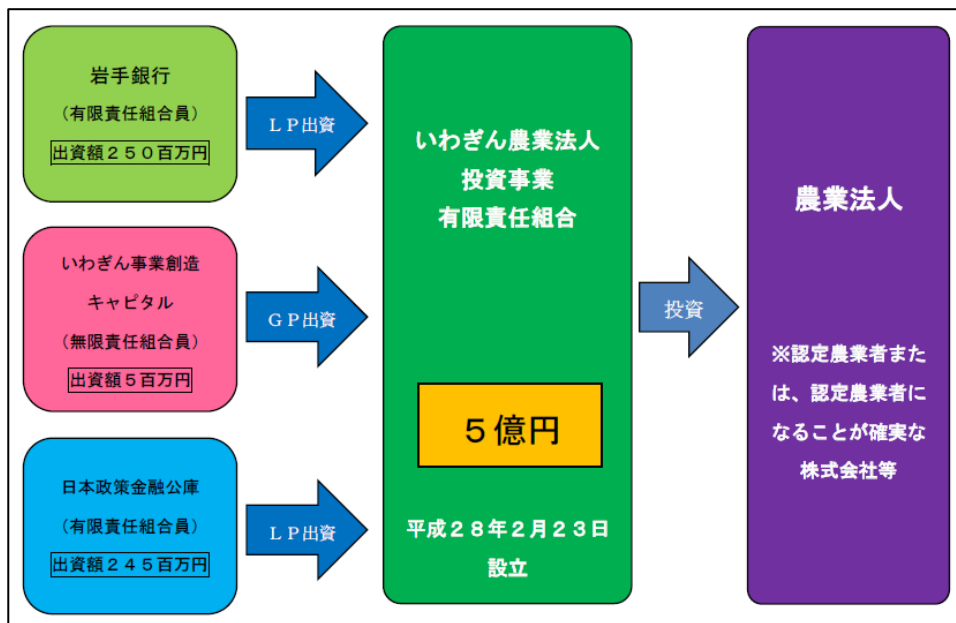 岩手銀行
(有限責任組合員)
出資額２５０百万円
ＬＰ出資
いわぎん事業創造
キャピタル
(無限責任組合員)
出資額５百万円
ＧＰ出資
日本政策金融公庫
(有限責任組合員)
出資額２４５百万円
ＬＰ出資
いわぎん農業法人
投資事業
有限責任組合
５億円
平成２８年２月２３日
設立
投資
農業法人
※認定農業者また
は、認定農業者に
なることが確実な
株式会社等